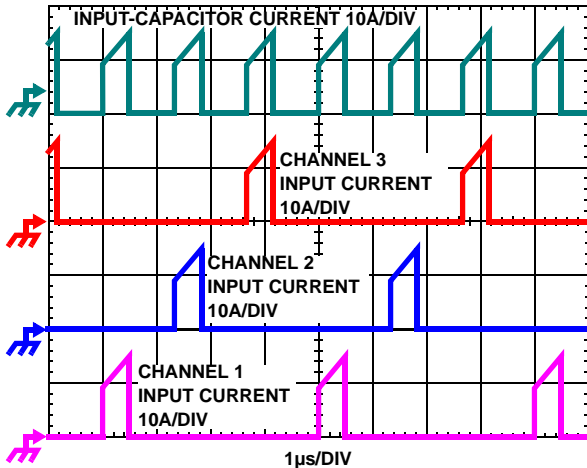 INPUT-CAPACITOR CURRENT 10A/DIV
CHANNEL 3
INPUT CURRENT
10A/DIV
CHANNEL 2
INPUT CURRENT
10A/DIV
CHANNEL 1
INPUT CURRENT
10A/DIV
1µs/DIV